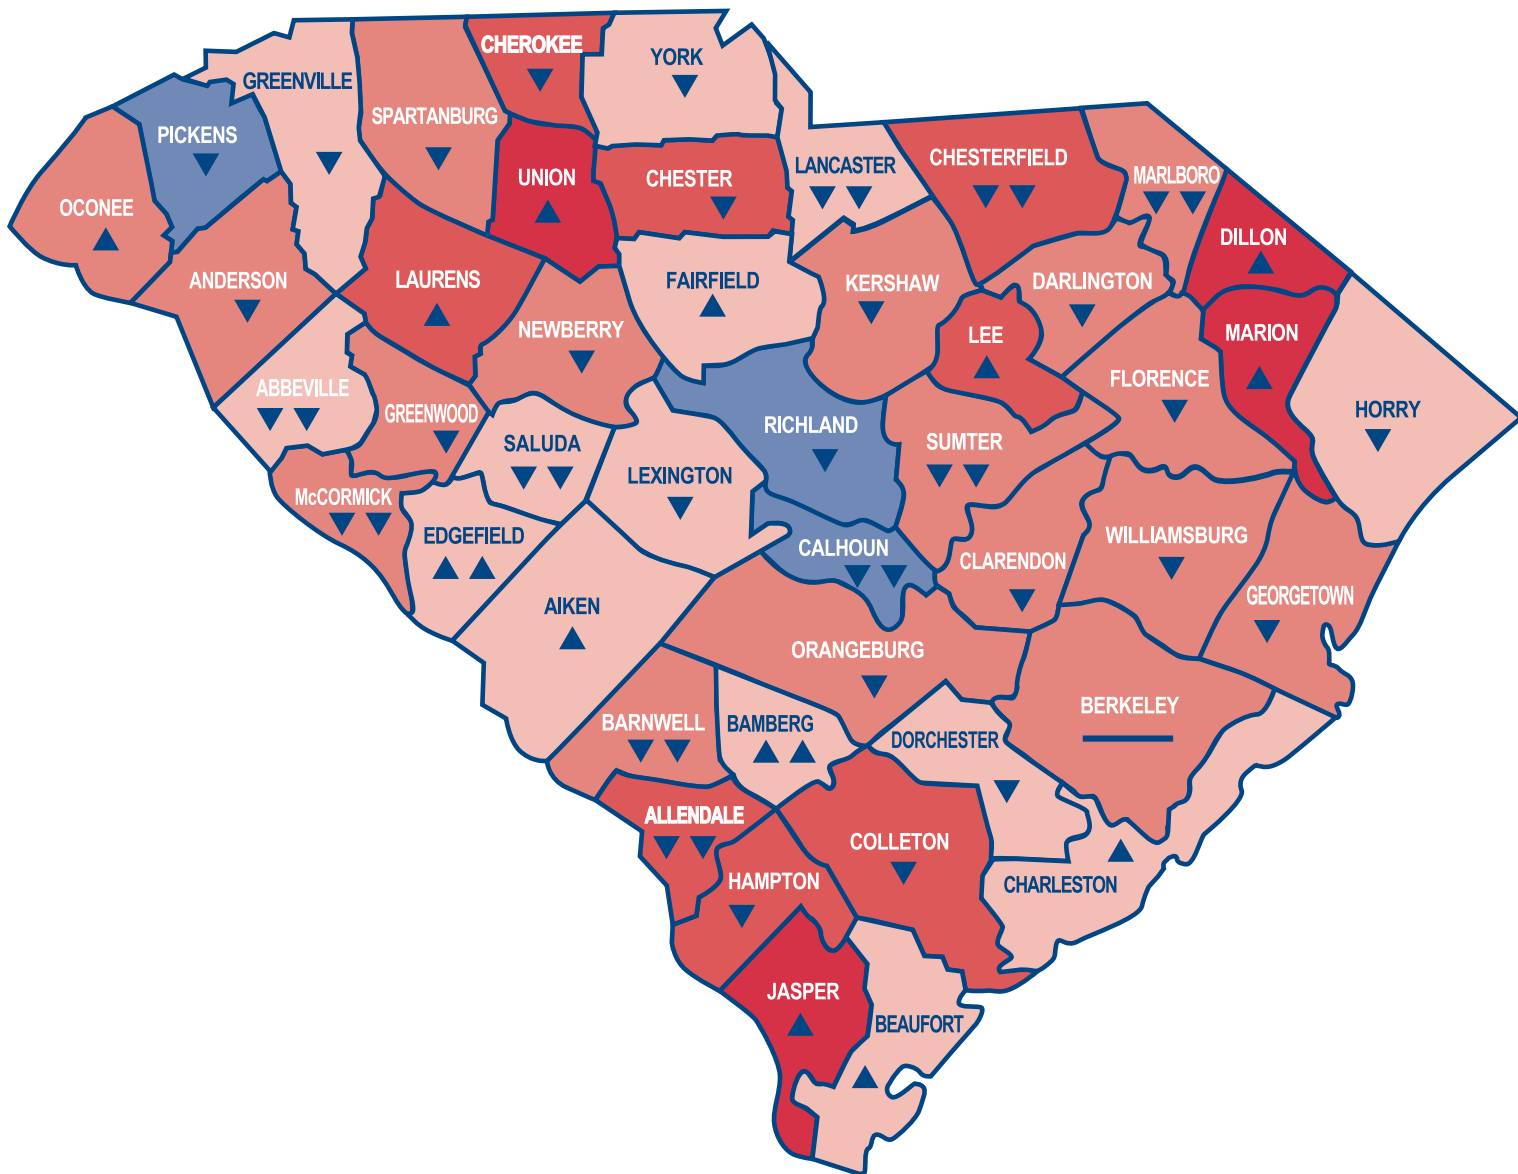 CHEROKEE
YORK
GREENVILLE
SPARTANBURG
PICKENS
UNION
CHESTER
LANCASTER
CHESTERFIELD
MARLBORO
OCONEE
DILLON
ANDERSON
LAURENS
FAIRFIELD
KERSHAW
DARLINGTON
NEWBERRY
LEE
MARION
ABBEVILLE
FLORENCE
GREENWOOD
HORRY
SALUDA
RICHLAND
SUMTER
LEXINGTON
McCORMICK
EDGEFIELD
CALHOUN
CLARENDON
WILLIAMSBURG
AIKEN
GEORGETOWN
ORANGEBURG
BERKELEY
BARNWELL
BAMBERG
DORCHESTER
ALLENDALE
COLLETON
HAMPTON
CHARLESTON
JASPER
BEAUFORT